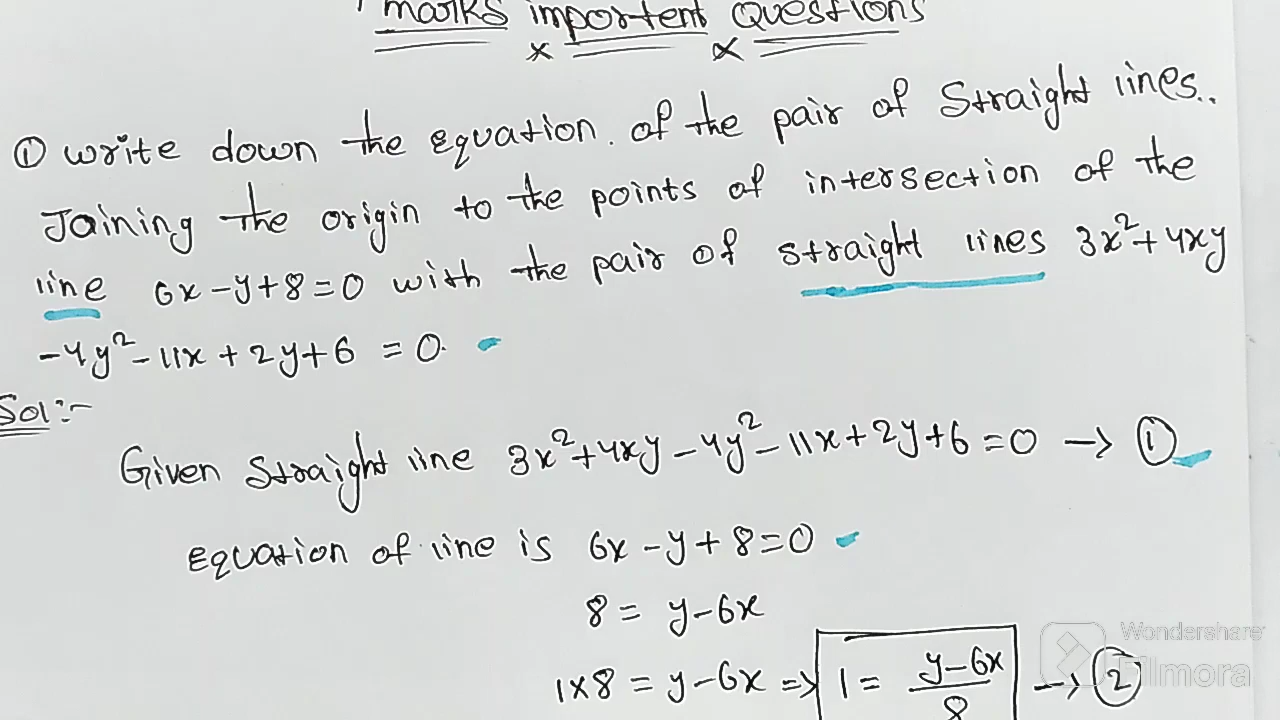 marks importent Questions
x x
① write down the equation. of the pair of Straight lines..
Joining the origin to the points of intersection of the
line 6x-y+8=0 with the pair of straight lines 3x²+4xy
-4y²-11x+2y+6 =0.
Sol:-
Given Straight line 3x²+4xy-4y²-11x+2y+6=0 → ①
equation of line is 6x-y+8=0
8= y-6x
1x8 = y-6x => 1= y-6x/8 → ②
Wondershare
Filmora